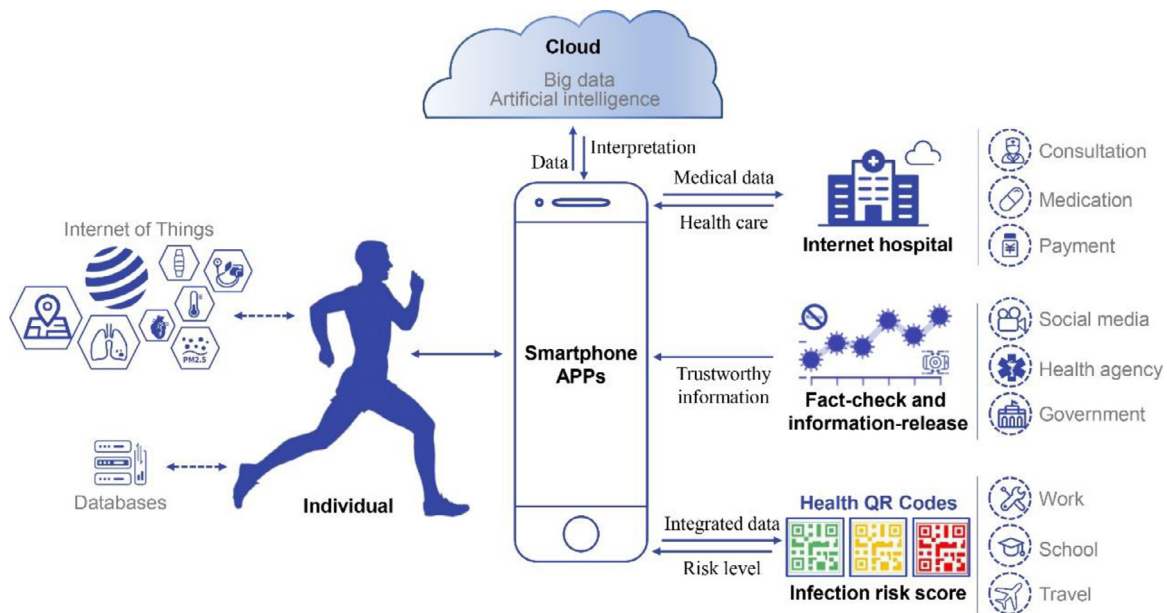 Cloud
Big data
Artificial intelligence
Data
Interpretation
Medical data
Health care
Internet hospital
Consultation
Medication
Payment
Internet of Things
PM2.5
Smartphone
APPs
Trustworthy
information
Fact-check and
information-release
Social media
Health agency
Government
Databases
Individual
Integrated data
Risk level
Health QR Codes
Infection risk score
Work
School
Travel